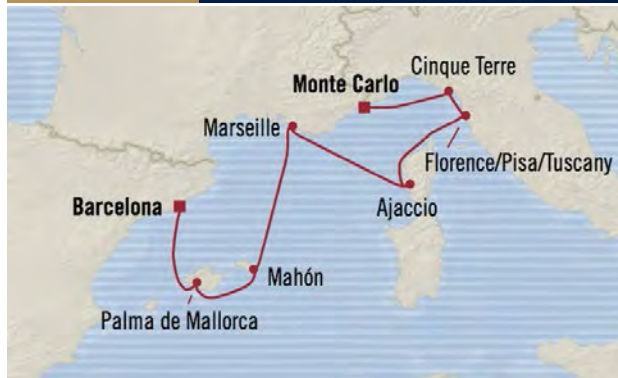 Cinque Terre
Monte Carlo
Marseille
Florence/Pisa/Tuscany
Barcelona
Ajaccio
Mahón
Palma de Mallorca